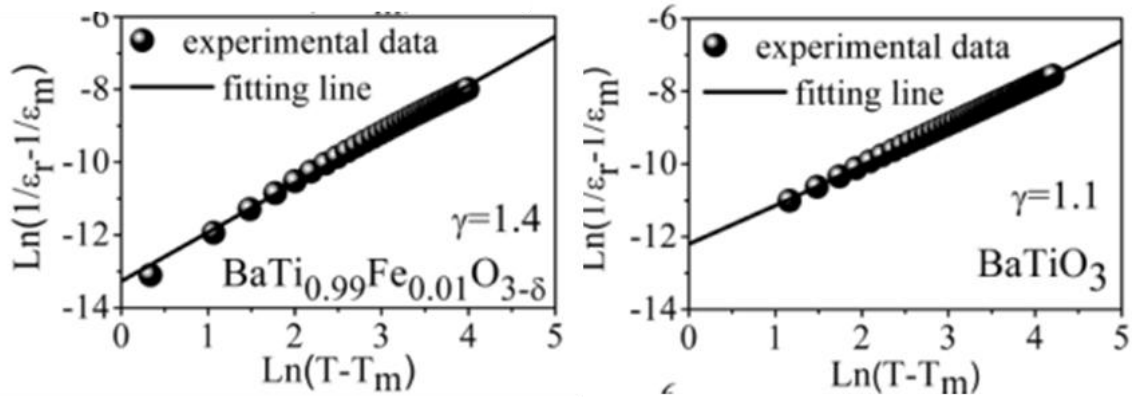 -6
experimental data
fitting line
-8
-10
-12
-14
γ=1.4
BaTi0.99Fe0.01O3-δ
0 1 2 3 4 5
Ln(T-Tm)
Ln(1/εr-1/εm)
-6
experimental data
fitting line
-8
-10
-12
-14
γ=1.1
BaTiO3
0 1 2 3 4 5
Ln(T-Tm)
Ln(1/εr-1/εm)